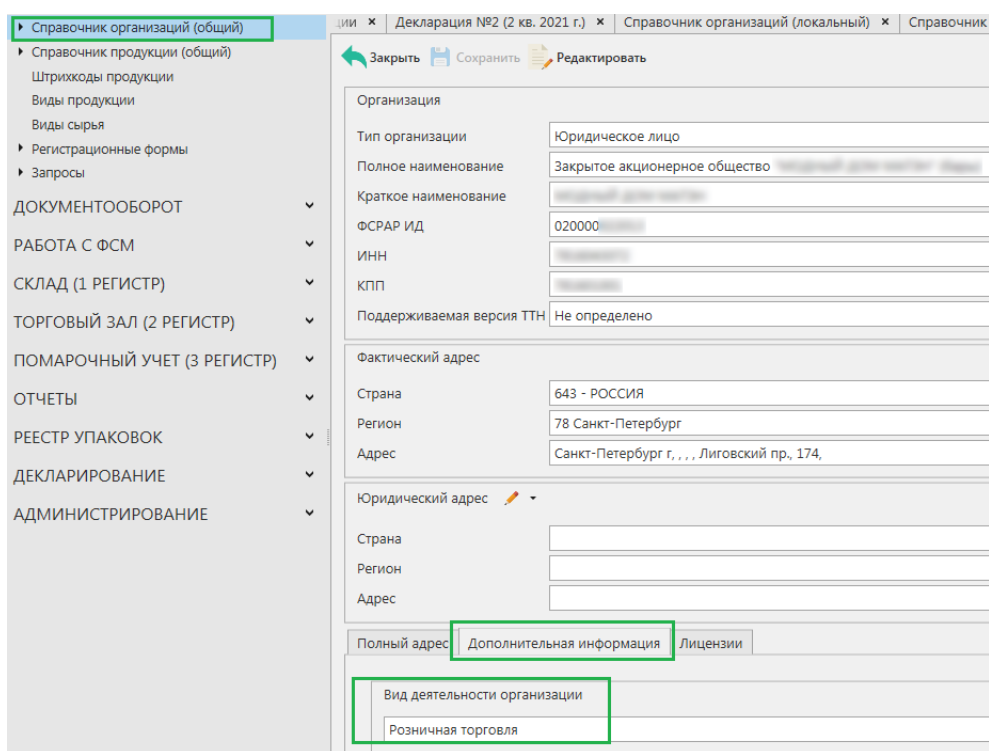 Справочник организаций (общий)
Справочник продукции (общий)
Штрихкоды продукции
Виды продукции
Виды сырья
Регистрационные формы
Запросы
ДОКУМЕНТООБОРОТ
РАБОТА С ФСМ
СКЛАД (1 РЕГИСТР)
ТОРГОВЫЙ ЗАЛ (2 РЕГИСТР)
ПОМАРОЧНЫЙ УЧЕТ (3 РЕГИСТР)
ОТЧЕТЫ
РЕЕСТР УПАКОВОК
ДЕКЛАРИРОВАНИЕ
АДМИНИСТРИРОВАНИЕ
ции × Декларация №2 (2 кв. 2021 г.) × Справочник организаций (локальный) × Справочник
Закрыть Сохранить Редактировать
Организация
Тип организации Юридическое лицо
Полное наименование Закрытое акционерное общество
Краткое наименование
ФСРАР ИД 020000
ИНН
КПП
Поддерживаемая версия ТТН Не определено
Фактический адрес
Страна 643 - РОССИЯ
Регион 78 Санкт-Петербург
Адрес Санкт-Петербург г, , , , Лиговский пр., 174,
Юридический адрес
Страна
Регион
Адрес
Полный адрес Дополнительная информация Лицензии
Вид деятельности организации
Розничная торговля